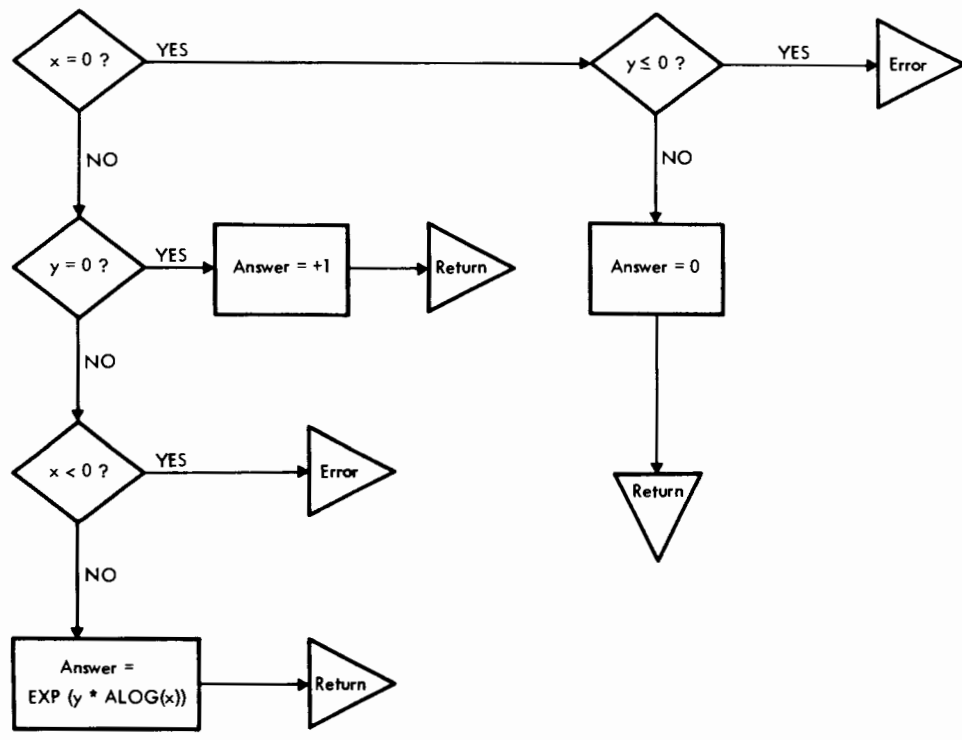 x = 0 ?
YES
y ≤ 0 ?
YES
Error
NO
NO
y = 0 ?
YES
Answer = +1
Return
Answer = 0
NO
x < 0 ?
YES
Error
Return
NO
Answer =
EXP (y * ALOG(x))
Return